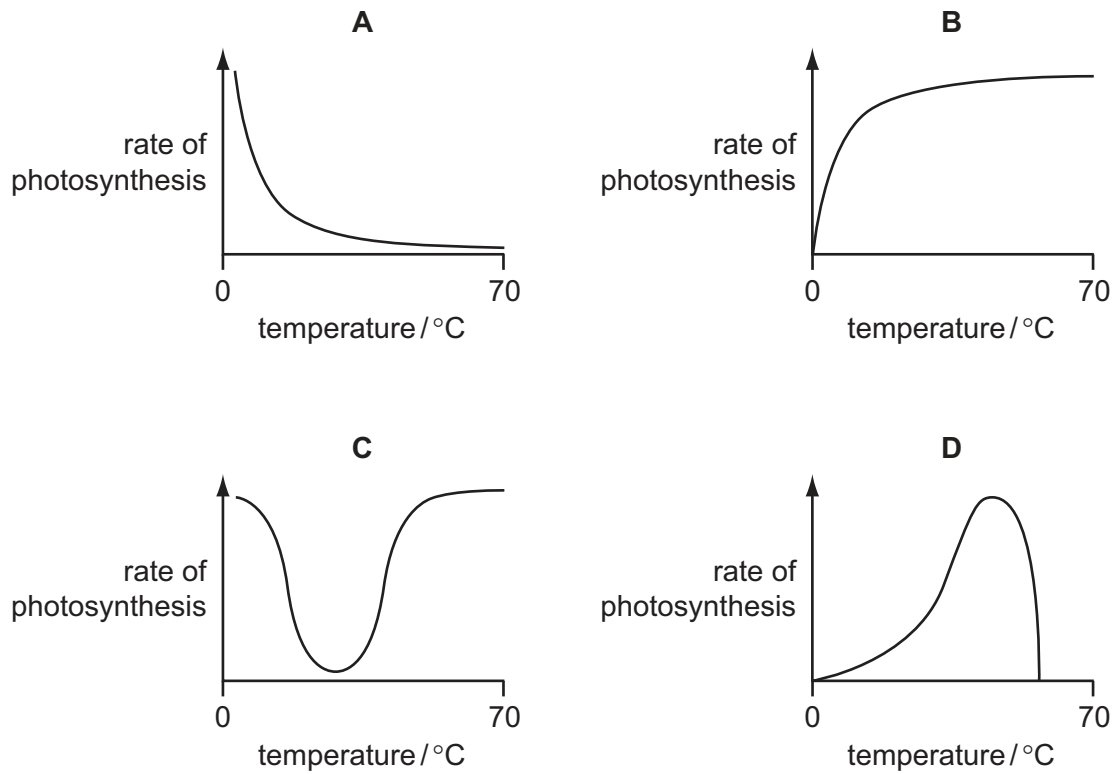 A
rate of
photosynthesis
0
70
temperature / °C
B
rate of
photosynthesis
0
70
temperature / °C
C
rate of
photosynthesis
0
70
temperature / °C
D
rate of
photosynthesis
0
70
temperature / °C